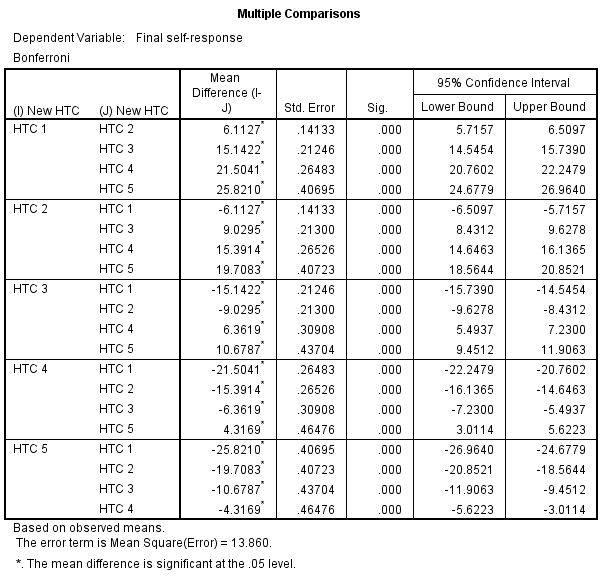 Multiple Comparisons
Dependent Variable: Final self-response
Bonferroni
(I) New HTC (J) New HTC Mean Difference (I-J) Std. Error Sig. 95% Confidence Interval
Lower Bound Upper Bound
HTC 1 HTC 2 6.1127* .14133 .000 5.7157 6.5097
HTC 3 15.1422* .21246 .000 14.5454 15.7390
HTC 4 21.5041* .26483 .000 20.7602 22.2479
HTC 5 25.8210* .40695 .000 24.6779 26.9640
HTC 2 HTC 1 -6.1127* .14133 .000 -6.5097 -5.7157
HTC 3 9.0295* .21300 .000 8.4312 9.6278
HTC 4 15.3914* .26526 .000 14.6463 16.1365
HTC 5 19.7083* .40723 .000 18.5644 20.8521
HTC 3 HTC 1 -15.1422* .21246 .000 -15.7390 -14.5454
HTC 2 -9.0295* .21300 .000 -9.6278 -8.4312
HTC 4 6.3619* .30908 .000 5.4937 7.2300
HTC 5 10.6787* .43704 .000 9.4512 11.9063
HTC 4 HTC 1 -21.5041* .26483 .000 -22.2479 -20.7602
HTC 2 -15.3914* .26526 .000 -16.1365 -14.6463
HTC 3 -6.3619* .30908 .000 -7.2300 -5.4937
HTC 5 4.3169* .46476 .000 3.0114 5.6223
HTC 5 HTC 1 -25.8210* .40695 .000 -26.9640 -24.6779
HTC 2 -19.7083* .40723 .000 -20.8521 -18.5644
HTC 3 -10.6787* .43704 .000 -11.9063 -9.4512
HTC 4 -4.3169* .46476 .000 -5.6223 -3.0114
Based on observed means.
The error term is Mean Square(Error) = 13.860.
*. The mean difference is significant at the .05 level.